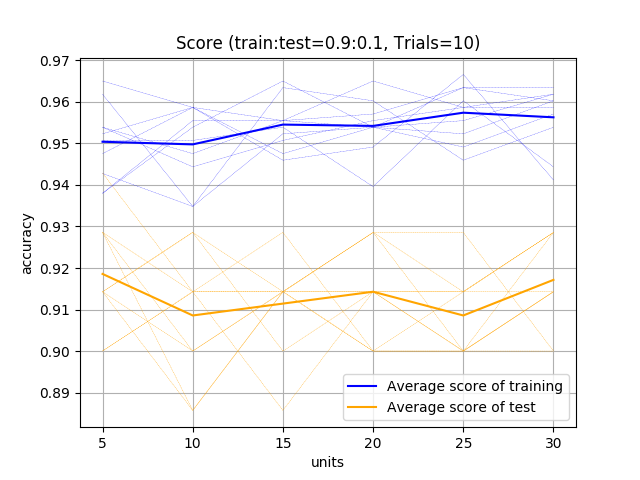 Score (train:test=0.9:0.1, Trials=10)
0.97
0.96
0.95
0.94
0.93
0.92
0.91
0.90
0.89
accuracy
5 10 15 20 25 30
units
Average score of training
Average score of test